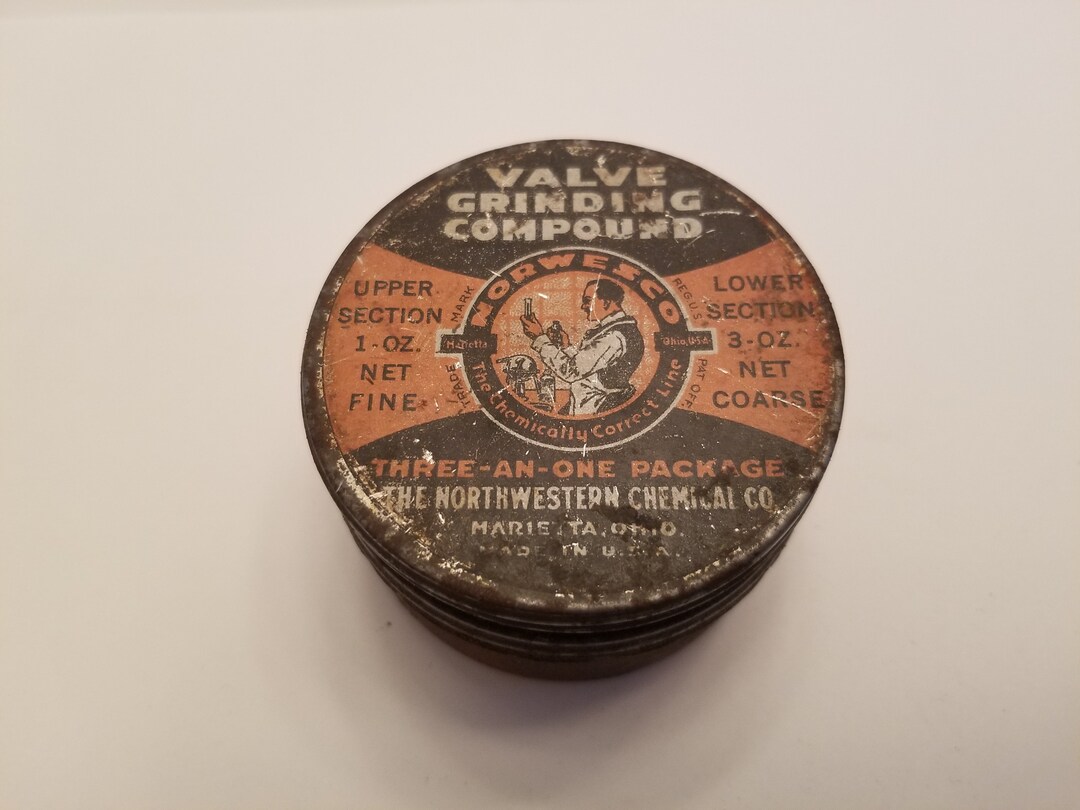 VALVE
GRINDING
COMPOUND
UPPER
SECTION
1-OZ.
NET
FINE
TRADE MARK
NORWESCO
Marietta
Ohio, USA
The Chemically Correct Line
REG. U.S.
PAT. OFF.
LOWER
SECTION
3-OZ.
NET
COARSE
THREE-AN-ONE PACKAGE
THE NORTHWESTERN CHEMICAL CO.
MARIETTA, OHIO.
MADE IN U.S.A.